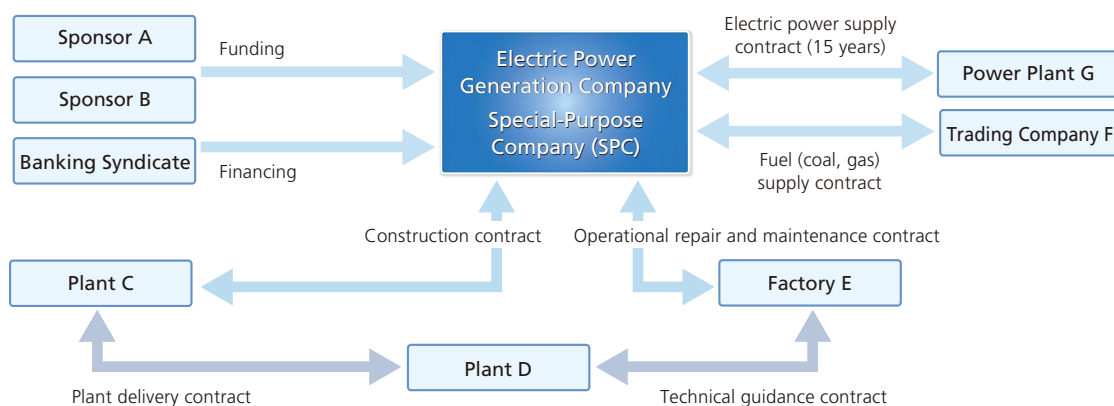 Sponsor A
Sponsor B
Banking Syndicate
Funding
Financing
Electric Power
Generation Company
Special-Purpose
Company (SPC)
Electric power supply
contract (15 years)
Power Plant G
Trading Company F
Fuel (coal, gas)
supply contract
Construction contract
Operational repair and maintenance contract
Plant C
Factory E
Plant D
Plant delivery contract
Technical guidance contract